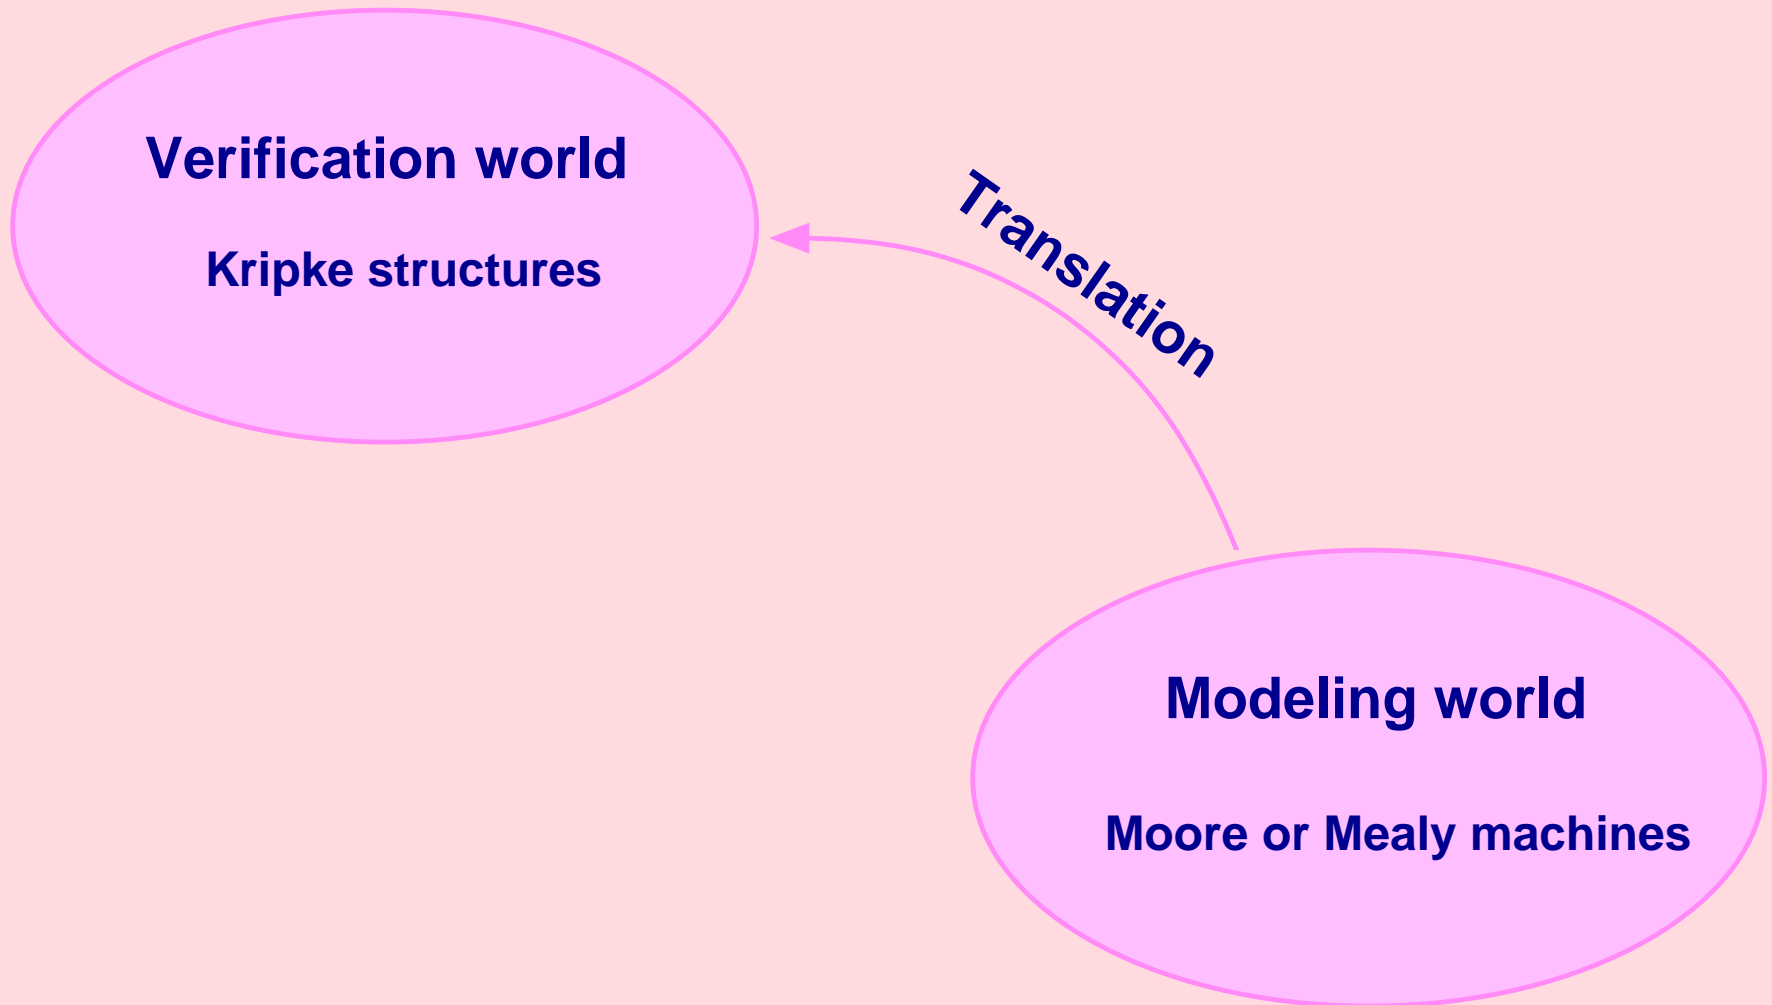 Verification world
Kripke structures
Translation
Modeling world
Moore or Mealy machines